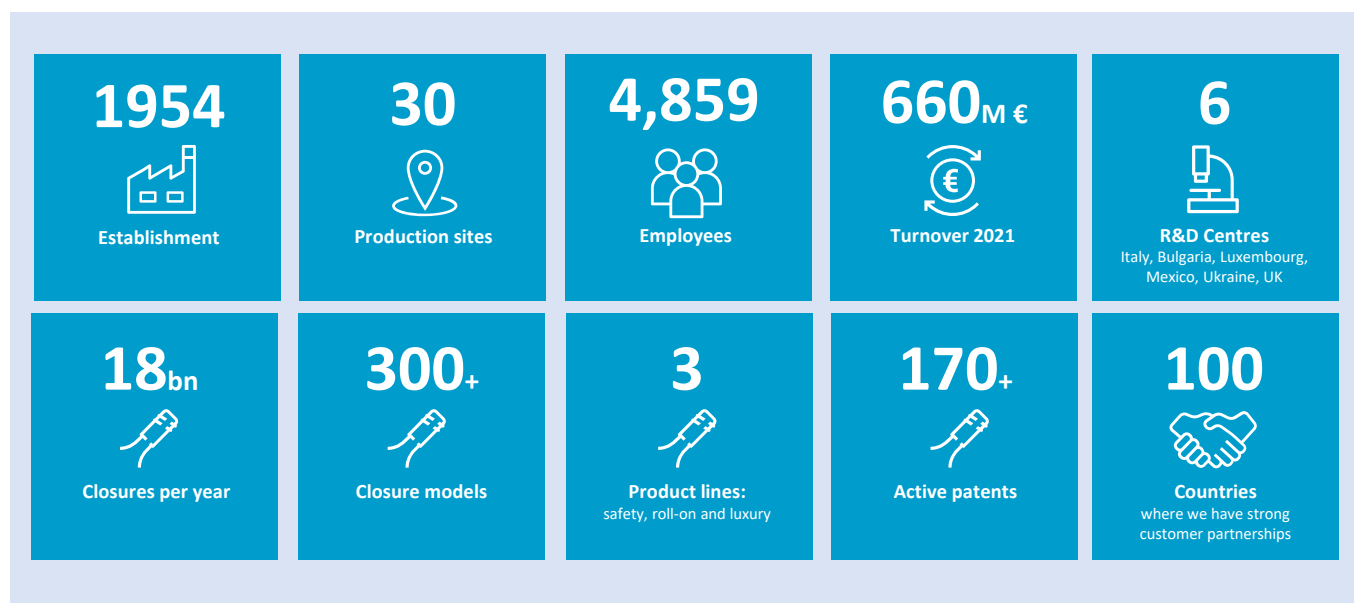 1954
Establishment
30
Production sites
4,859
Employees
660M €
€
Turnover 2021
6
R&D Centres
Italy, Bulgaria, Luxembourg,
Mexico, Ukraine, UK
18bn
Closures per year
300+
Closure models
3
Product lines:
safety, roll-on and luxury
170+
Active patents
100
Countries
where we have strong
customer partnerships